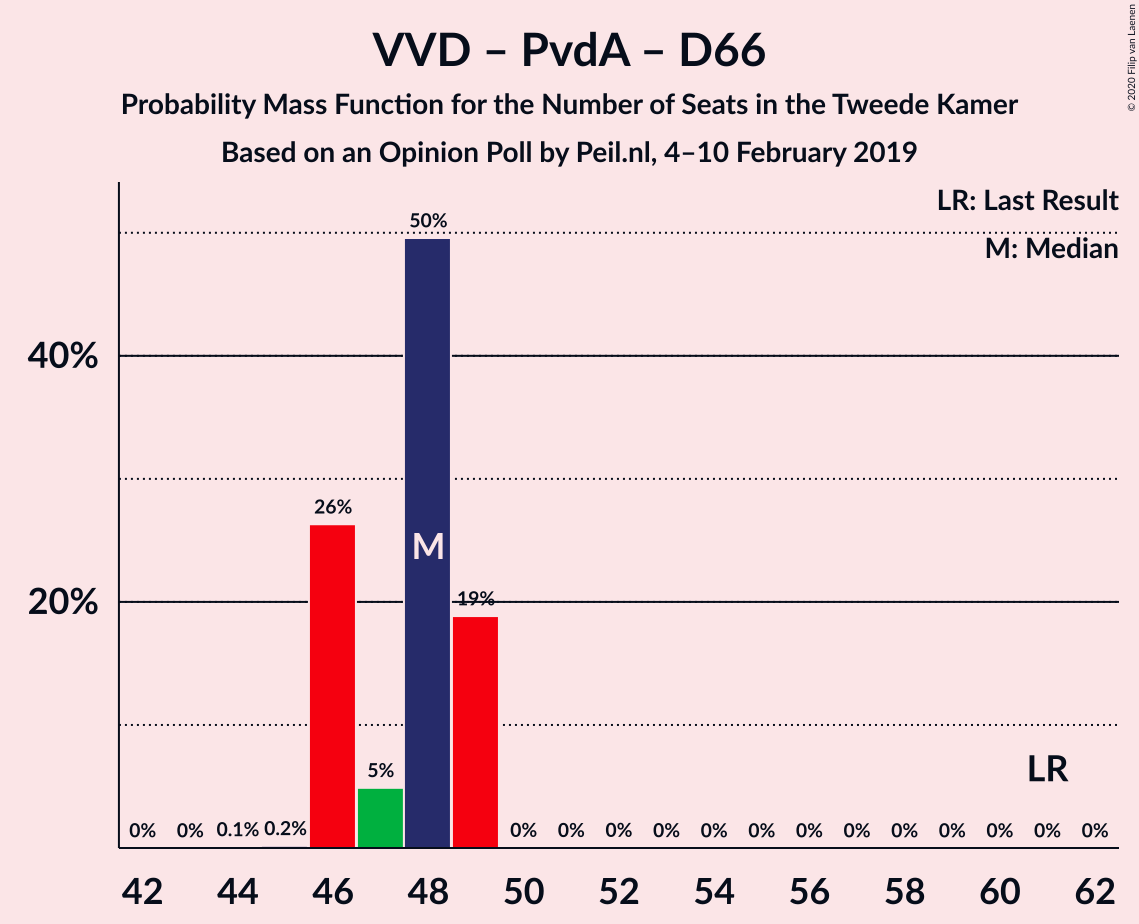 VVD – PvdA – D66
Probability Mass Function for the Number of Seats in the Tweede Kamer
Based on an Opinion Poll by Peil.nl, 4–10 February 2019
© 2020 Filip van Laenen
LR: Last Result
M: Median
50%
40%
26%
M
20%
19%
5%
LR
0% 0% 0.1% 0.2% 0% 0% 0% 0% 0% 0% 0% 0% 0% 0% 0% 0% 0%
42 44 46 48 50 52 54 56 58 60 62